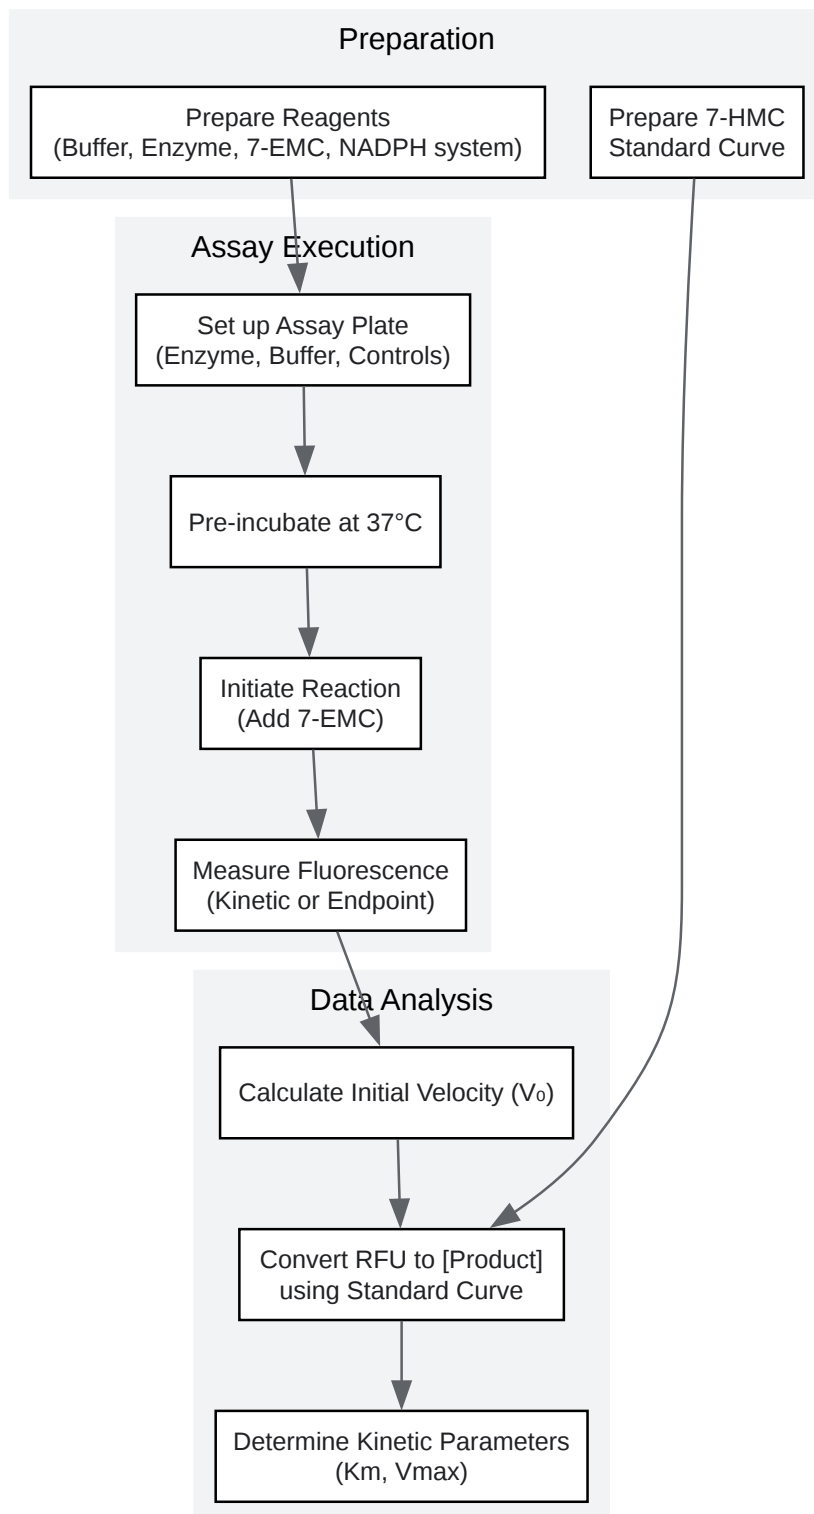 Preparation
Prepare Reagents
(Buffer, Enzyme, 7-EMC, NADPH system)
Prepare 7-HMC
Standard Curve
Assay Execution
Set up Assay Plate
(Enzyme, Buffer, Controls)
Pre-incubate at 37°C
Initiate Reaction
(Add 7-EMC)
Measure Fluorescence
(Kinetic or Endpoint)
Data Analysis
Calculate Initial Velocity (V₀)
Convert RFU to [Product]
using Standard Curve
Determine Kinetic Parameters
(Km, Vmax)